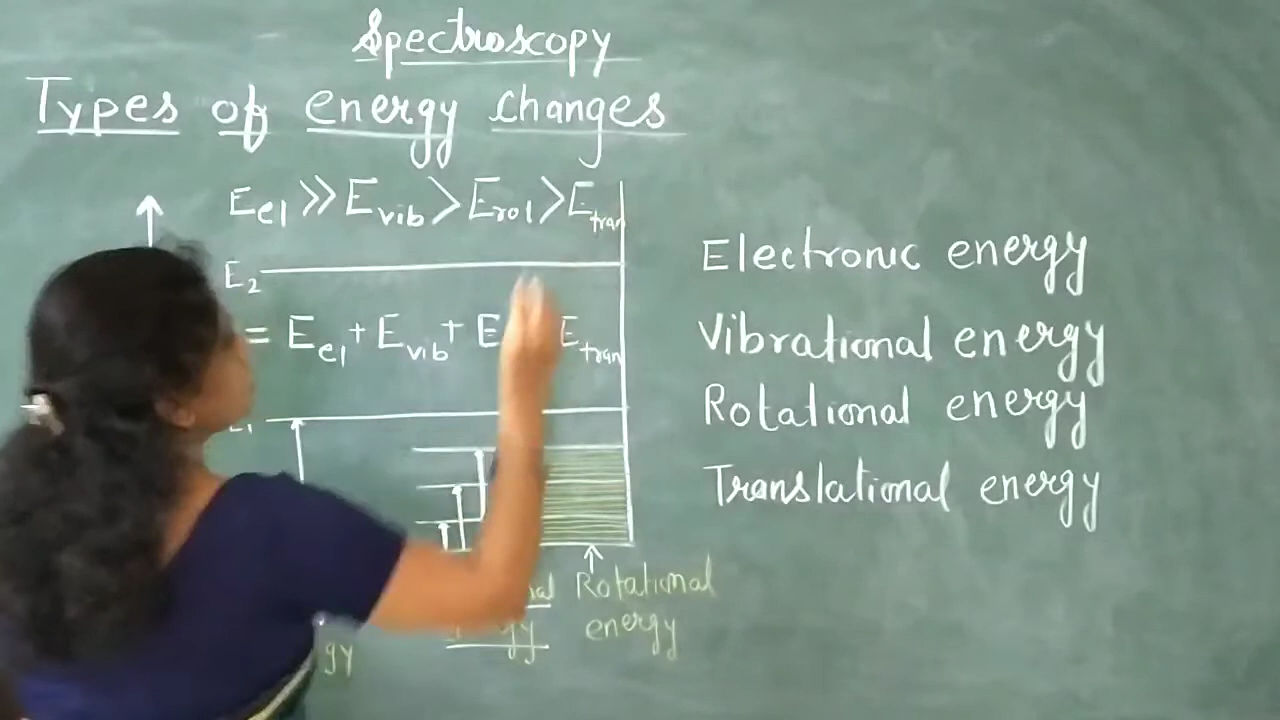 Spectroscopy
Types of energy changes
Eel >> Evib > Erot > Etran
E2
= Eel + Evib + E Etran
Electronic energy
Vibrational energy
Rotational energy
Translational energy
Rotational
energy